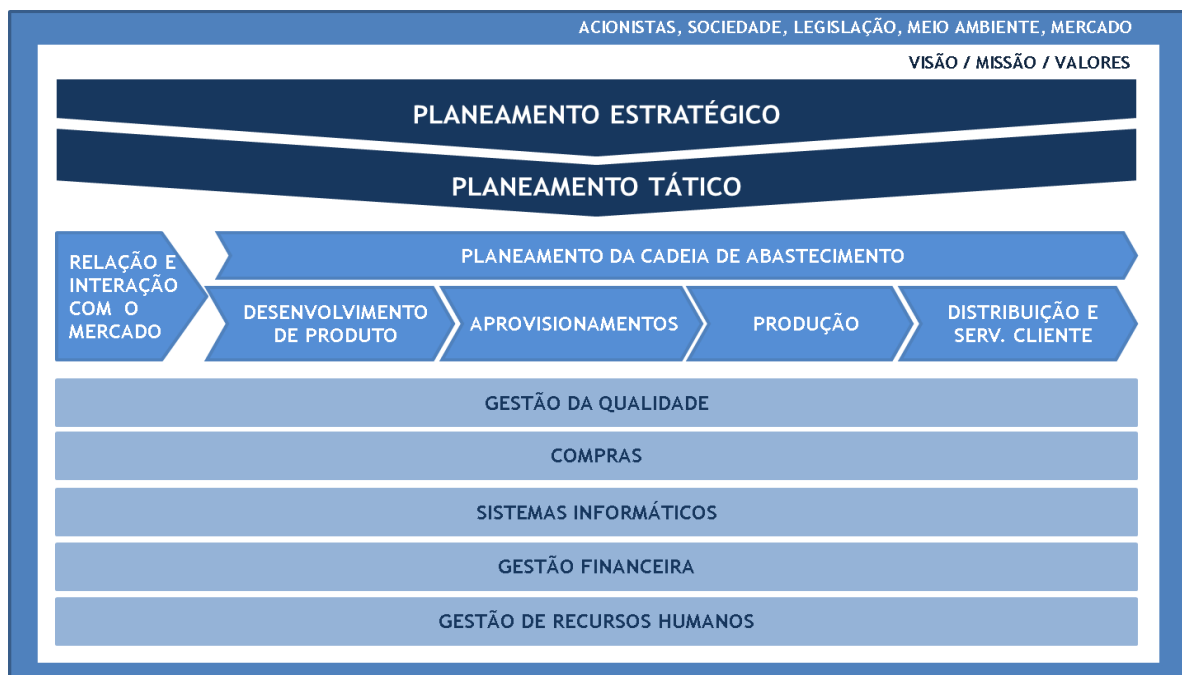 ACIONISTAS, SOCIEDADE, LEGISLAÇÃO, MEIO AMBIENTE, MERCADO
VISÃO / MISSÃO / VALORES
PLANEAMENTO ESTRATÉGICO
PLANEAMENTO TÁTICO
RELAÇÃO E
INTERAÇÃO
COM O
MERCADO
PLANEAMENTO DA CADEIA DE ABASTECIMENTO
DESENVOLVIMENTO
DE PRODUTO
APROVISIONAMENTOS
PRODUÇÃO
DISTRIBUIÇÃO E
SERV. CLIENTE
GESTÃO DA QUALIDADE
COMPRAS
SISTEMAS INFORMÁTICOS
GESTÃO FINANCEIRA
GESTÃO DE RECURSOS HUMANOS